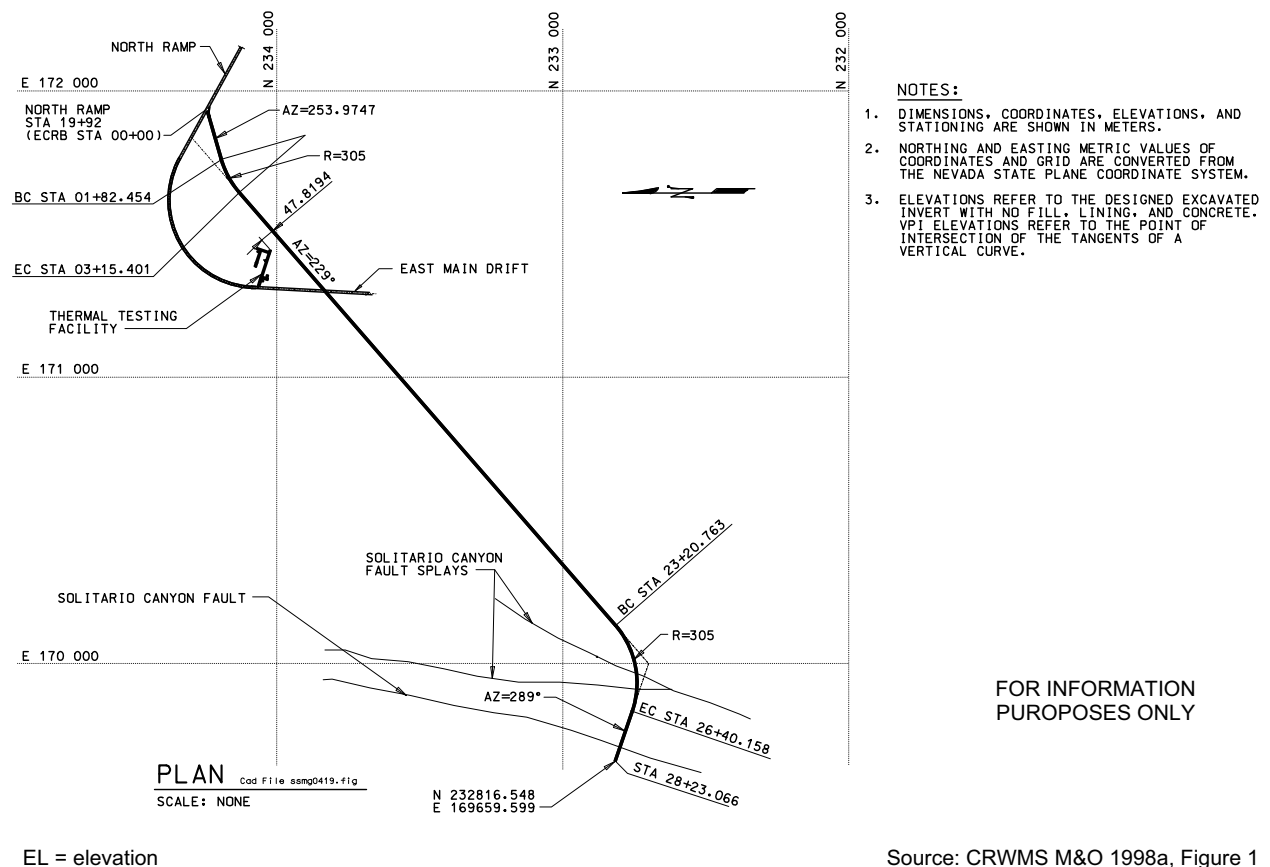 NORTH RAMP
N 234 000
N 233 000
N 232 000
E 172 000
NORTH RAMP
STA 19+92
(ECRB STA 00+00)
AZ=253.9747
R=305
BC STA 01+82.454
47.8194
AZ=229°
EC STA 03+15.401
EAST MAIN DRIFT
THERMAL TESTING
FACILITY
N
E 171 000
NOTES:
1. DIMENSIONS, COORDINATES, ELEVATIONS, AND
STATIONING ARE SHOWN IN METERS.
2. NORTHING AND EASTING METRIC VALUES OF
COORDINATES AND GRID ARE CONVERTED FROM
THE NEVADA STATE PLANE COORDINATE SYSTEM.
3. ELEVATIONS REFER TO THE DESIGNED EXCAVATED
INVERT WITH NO FILL, LINING, AND CONCRETE.
VPI ELEVATIONS REFER TO THE POINT OF
INTERSECTION OF THE TANGENTS OF A
VERTICAL CURVE.
SOLITARIO CANYON
FAULT SPLAYS
BC STA 23+20.763
SOLITARIO CANYON FAULT
R=305
E 170 000
AZ=289°
EC STA 26+40.158
STA 28+23.066
N 232816.548
E 169659.599
FOR INFORMATION
PUROPOSES ONLY
PLAN Cad File ssmg0419.fig
SCALE: NONE
EL = elevation
Source: CRWMS M&O 1998a, Figure 1